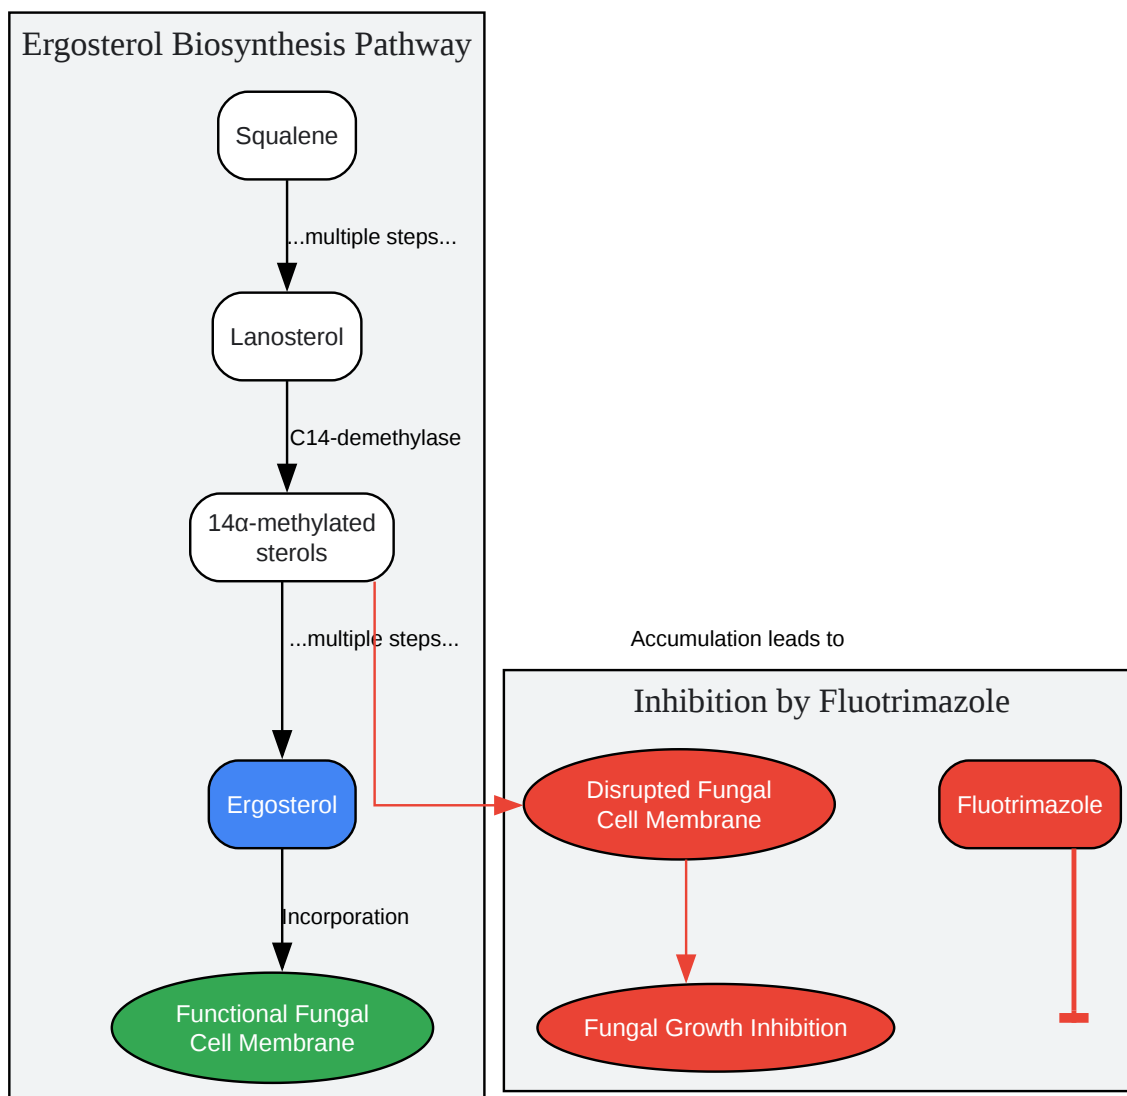 Ergosterol Biosynthesis Pathway
Squalene
...multiple steps...
Lanosterol
C14-demethylase
14α-methylated
sterols
...multiple steps...
Accumulation leads to
Ergosterol
Incorporation
Functional Fungal
Cell Membrane
Inhibition by Fluotrimazole
Disrupted Fungal
Cell Membrane
Fluotrimazole
Fungal Growth Inhibition